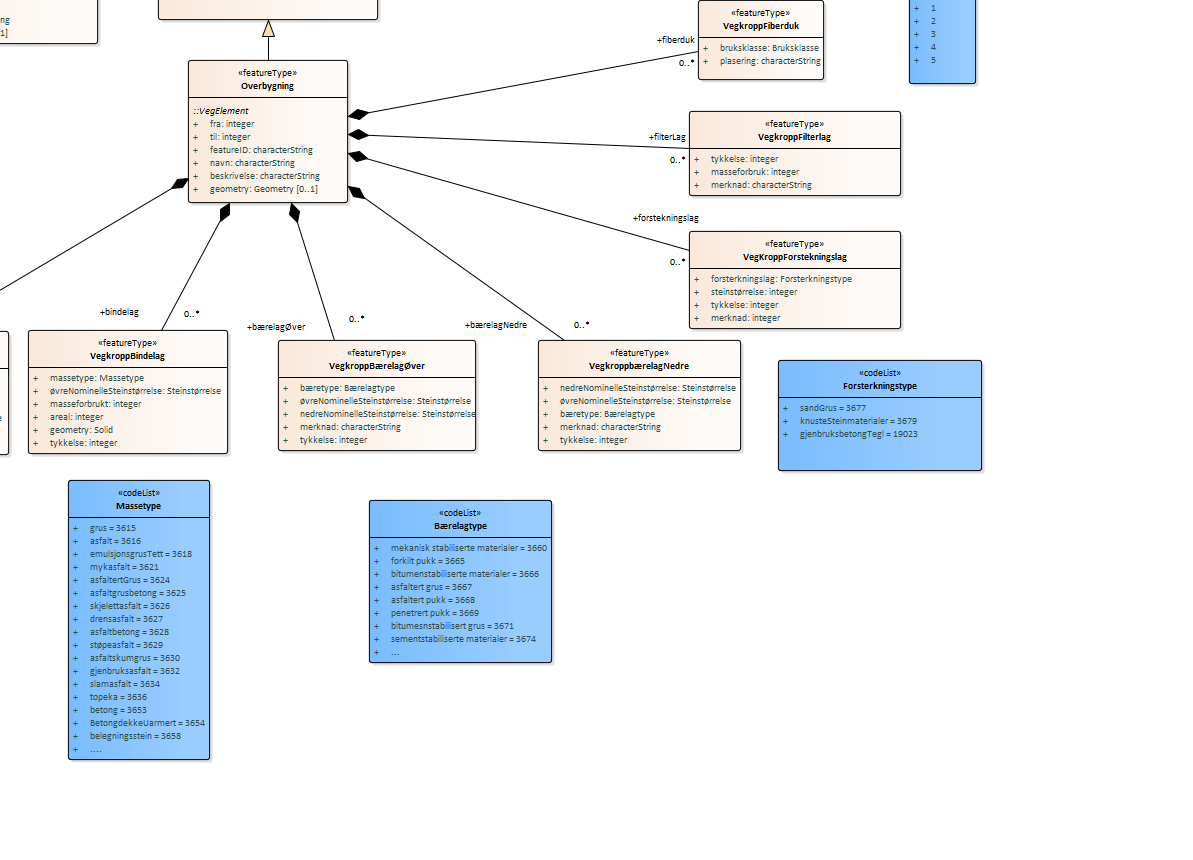 ng
1]
«featureType»
Overbygning
::VegElement
+ fra: integer
+ til: integer
+ featureID: characterString
+ navn: characterString
+ beskrivelse: characterString
+ geometry: Geometry [0..1]
+fiberduk
0..*
«featureType»
VegkroppFiberduk
+ bruksklasse: Bruksklasse
+ plasering: characterString
+ 1
+ 2
+ 3
+ 4
+ 5
+filterLag
0..*
«featureType»
VegkroppFilterlag
+ tykkelse: integer
+ masseforbruk: integer
+ merknad: characterString
+forstekningslag
0..*
«featureType»
VegKroppForstekningslag
+ forsterkningslag: Forsterkningstype
+ steinstørrelse: integer
+ tykkelse: integer
+ merknad: integer
+bindelag
0..*
+bærelagØver
0..*
+bærelagNedre
0..*
«featureType»
VegkroppBindelag
+ massetype: Massetype
+ øvreNominelleSteinstørrelse: Steinstørrelse
+ masseforbrukt: integer
+ areal: integer
+ geometry: Solid
+ tykkelse: integer
«featureType»
VegkroppBærelagØver
+ bæretype: Bærelagtype
+ øvreNominelleSteinstørrelse: Steinstørrelse
+ nedreNominelleSteinstørrelse: Steinstørrelse
+ merknad: characterString
+ tykkelse: integer
«featureType»
VegkroppbærelagNedre
+ nedreNominelleSteinstørrelse: Steinstørrelse
+ øvreNominelleSteinstørrelse: Steinstørrelse
+ bæretype: Bærelagtype
+ merknad: characterString
+ tykkelse: integer
«codeList»
Forsterkningstype
+ sandGrus = 3677
+ knusteSteinmaterialer = 3679
+ gjenbruksbetongTegl = 19023
«codeList»
Massetype
+ grus = 3615
+ asfalt = 3616
+ emulsjonsgrusTett = 3618
+ mykasfalt = 3621
+ asfaltertGrus = 3624
+ asfaltgrusbetong = 3625
+ skjelettasfalt = 3626
+ drensasfalt = 3627
+ asfaltbetong = 3628
+ støpeasfalt = 3629
+ asfaltskumgrus = 3630
+ gjenbruksasfalt = 3632
+ slamasfalt = 3634
+ topeka = 3636
+ betong = 3653
+ BetongdekkeUarmert = 3654
+ belegningsstein = 3658
+ ....
«codeList»
Bærelagtype
+ mekanisk stabiliserte materialer = 3660
+ forkilt pukk = 3665
+ bitumenstabiliserte materialer = 3666
+ asfaltert grus = 3667
+ asfaltert pukk = 3668
+ penetrert pukk = 3669
+ bitumesnstabilisert grus = 3671
+ sementstabiliserte materialer = 3674
+ ...